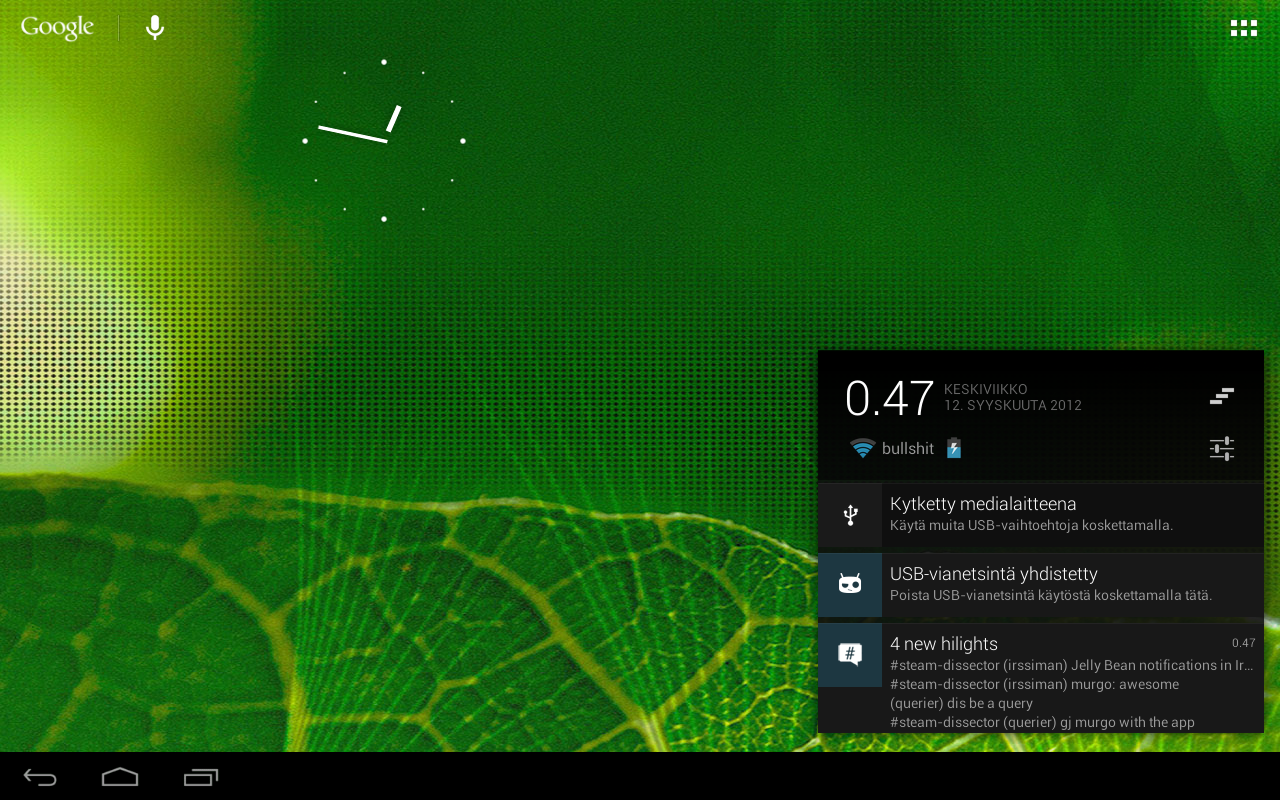 Google
0.47
KESKIVIIKKO
12. SYYSKUUTA 2012
bullshit
Kytketty medialaitteena
Käytä muita USB-vaihtoehtoja koskettamalla.
USB-vianetsintä yhdistetty
Poista USB-vianetsintä käytöstä koskettamalla tätä.
4 new hilights
0.47
#steam-dissector (irssiman) Jelly Bean notifications in Ir...
#steam-dissector (irssiman) murgo: awesome
(querier) dis be a query
#steam-dissector (querier) gj murgo with the app